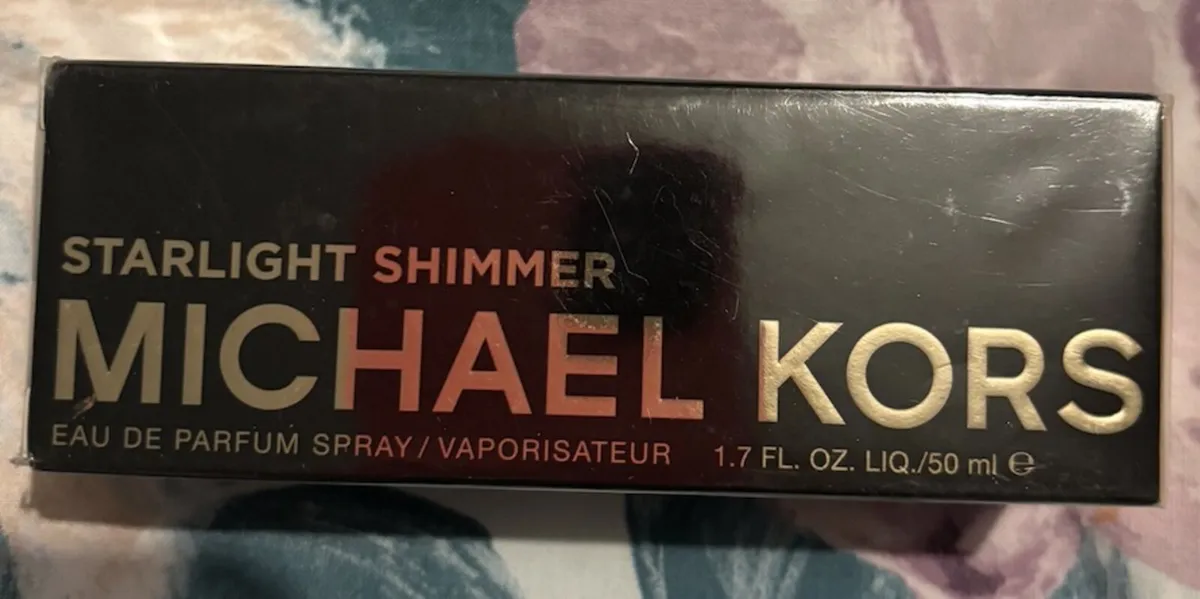 STARLIGHT SHIMMER
MICHAEL KORS
EAU DE PARFUM SPRAY / VAPORISATEUR 1.7 FL. OZ. LIQ./50 ml ℮